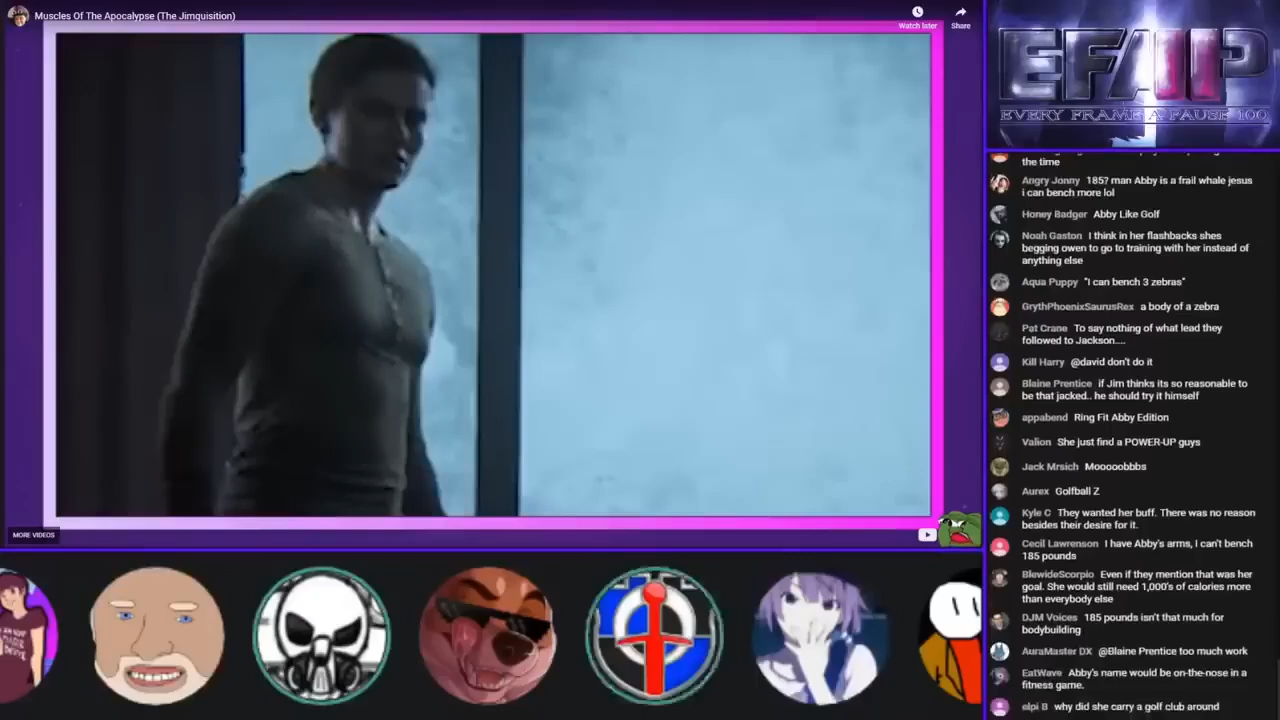 Muscles Of The Apocalypse (The Jimquisition)
Watch later
Share
MORE VIDEOS
EFAP
EVERY FRAME A PAUSE 100
the time
Angry Jonny 185? man Abby is a frail whale jesus
i can bench more lol
Honey Badger Abby Like Golf
Noah Gaston I think in her flashbacks shes
begging owen to go to training with her instead of
anything else
Aqua Puppy "I can bench 3 zebras"
GrythPhoenixSaurusRex a body of a zebra
Pat Crane To say nothing of what lead they
followed to Jackson....
Kill Harry @david don't do it
Blaine Prentice if Jim thinks its so reasonable to
be that jacked.. he should try it himself
appabend Ring Fit Abby Edition
Valion She just find a POWER-UP guys
Jack Mrsich Mooooobbbs
Aurex Golfball Z
Kyle C They wanted her buff. There was no reason
besides their desire for it.
Cecil Lawrenson I have Abby's arms, I can't bench
185 pounds
BlewideScorpio Even if they mention that was her
goal. She would still need 1,000's of calories more
than everybody else
DJM Voices 185 pounds isn't that much for
bodybuilding
AuraMaster DX @Blaine Prentice too much work
EatWave Abby's name would be on-the-nose in a
fitness game.
elpi B why did she carry a golf club around